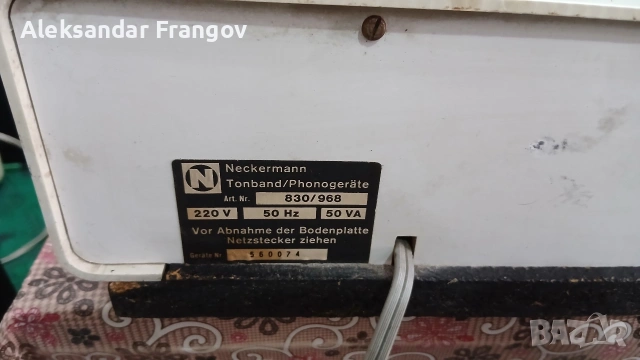 Aleksandar Frangov
N
Neckermann
Tonband/Phonogeräte
Art. Nr. 830/968
220 V 50 Hz 50 VA
Vor Abnahme der Bodenplatte
Netzstecker ziehen
Geräte Nr. 560074
BAZAR